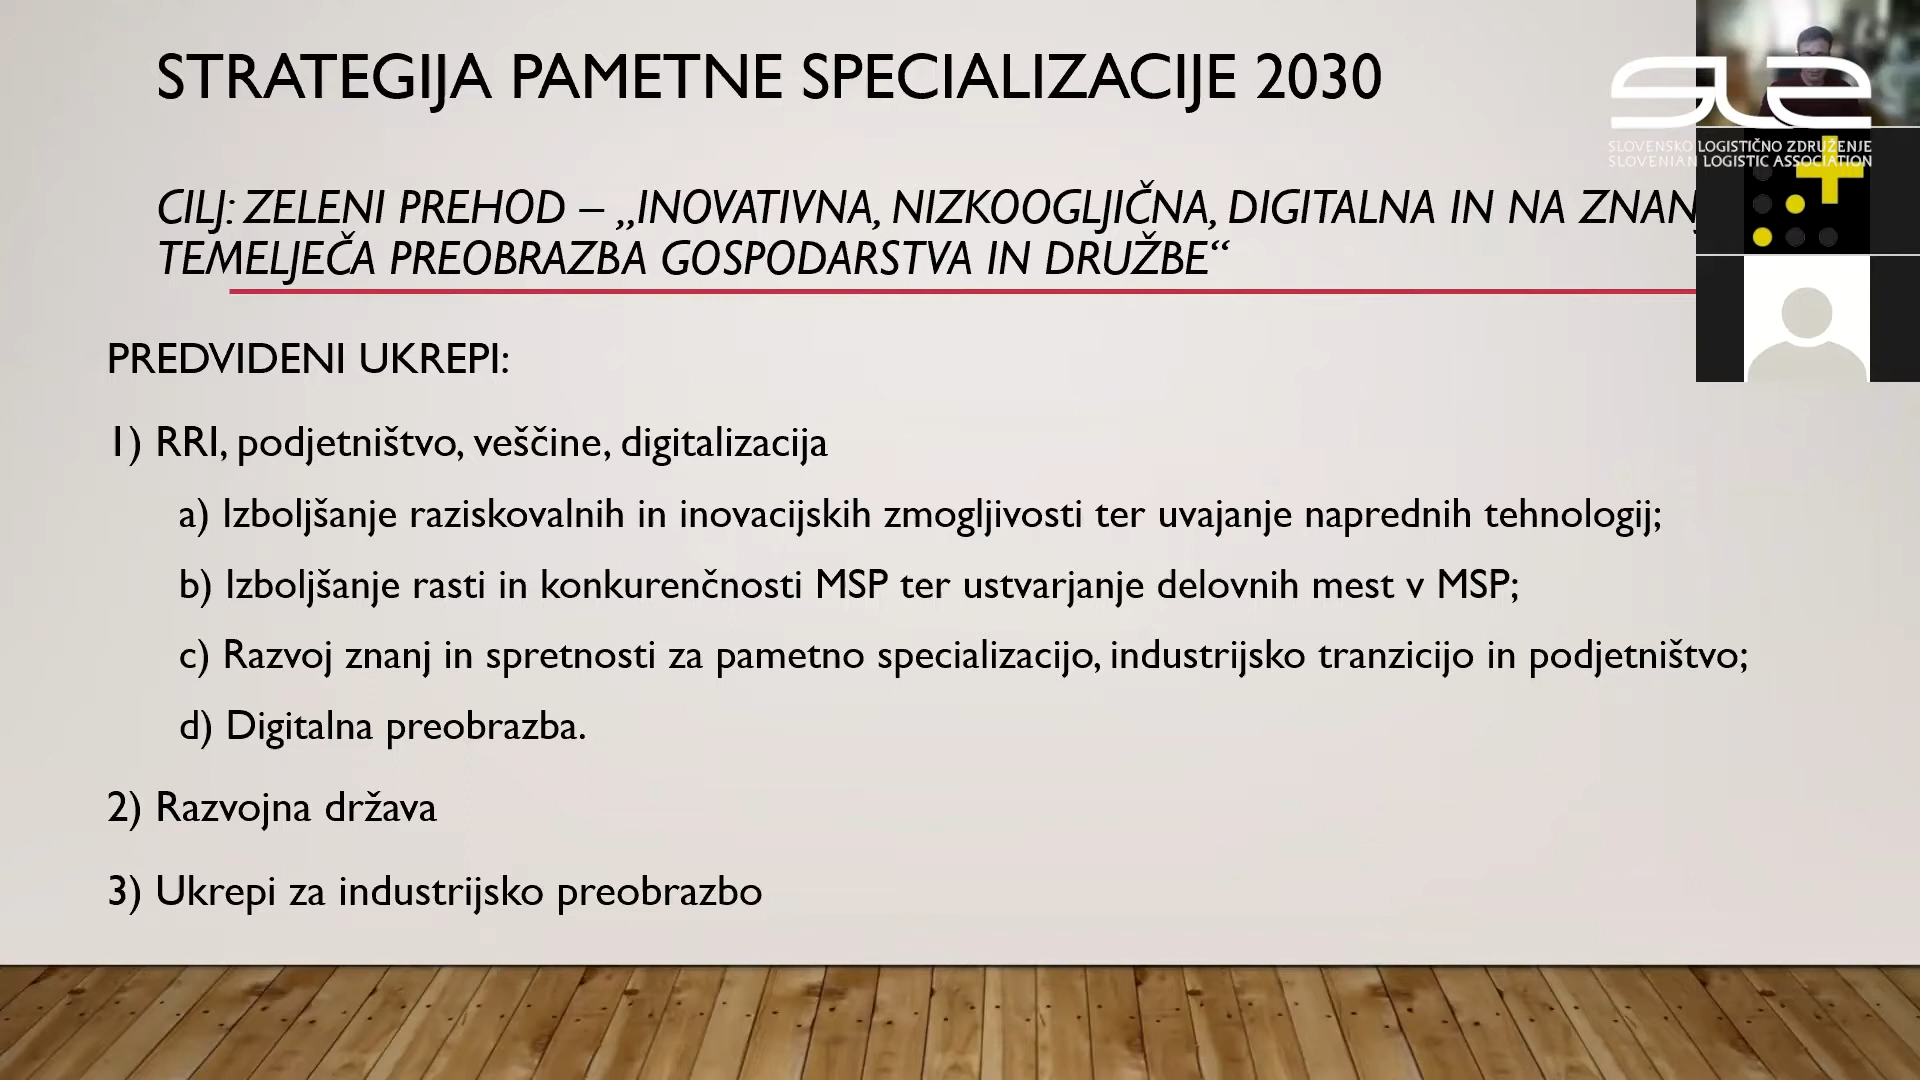 STRATEGIJA PAMETNE SPECIALIZACIJE 2030
SLOVENSKO LOGISTIČNO ZDRUŽENJE
SLOVENIAN LOGISTIC ASSOCIATION
CILJ: ZELENI PREHOD – „INOVATIVNA, NIZKOOGLJIČNA, DIGITALNA IN NA
TEMELJEČA PREOBRAZBA GOSPODARSTVA IN DRUŽBE“
PREDVIDENI UKREPI:
1) RRI, podjetništvo, veščine, digitalizacija
a) Izboljšanje raziskovalnih in inovacijskih zmogljivosti ter uvajanje naprednih tehnologij;
b) Izboljšanje rasti in konkurenčnosti MSP ter ustvarjanje delovnih mest v MSP;
c) Razvoj znanj in spretnosti za pametno specializacijo, industrijsko tranzicijo in podjetništvo;
d) Digitalna preobrazba.
2) Razvojna država
3) Ukrepi za industrijsko preobrazbo